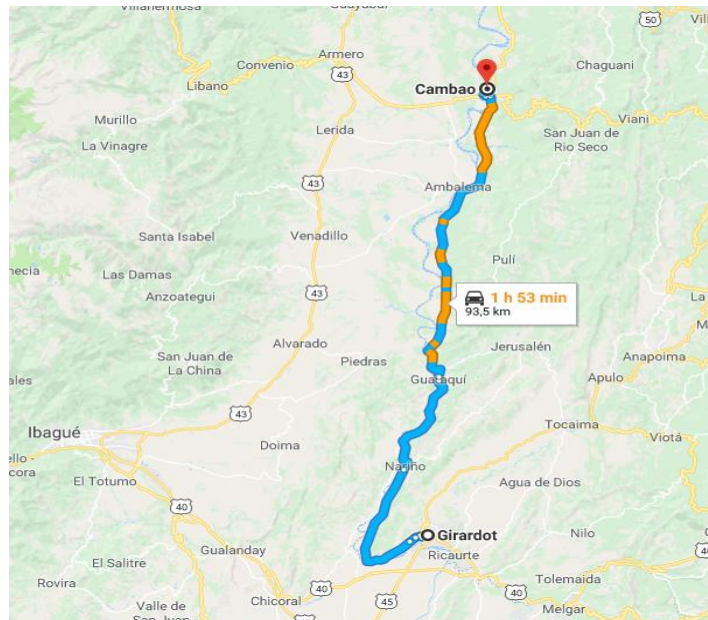 Villahermosa
Guayabal
50
Armero
Convenio
43
Chaguani
Cambao
Libano
Murillo
Viani
Lerida
San Juan de
Rio Seco
La Vinagre
43
Ambalema
Santa Isabel
Venadillo
Pulí
Las Damas
43
1 h 53 min
93,5 km
Anzoategui
Alvarado
Jerusalén
San Juan de
La China
Piedras
Anapoima
Guataquí
Apulo
43
Ibagué
Tocaima
Doima
Viotá
Nariño
El Totumo
Agua de Dios
40
Girardot
Nilo
Gualanday
Ricaurte
El Salitre
40
Tolemaida
Rovira
Chicoral
45
40
Melgar
Valle de
San Juan
40